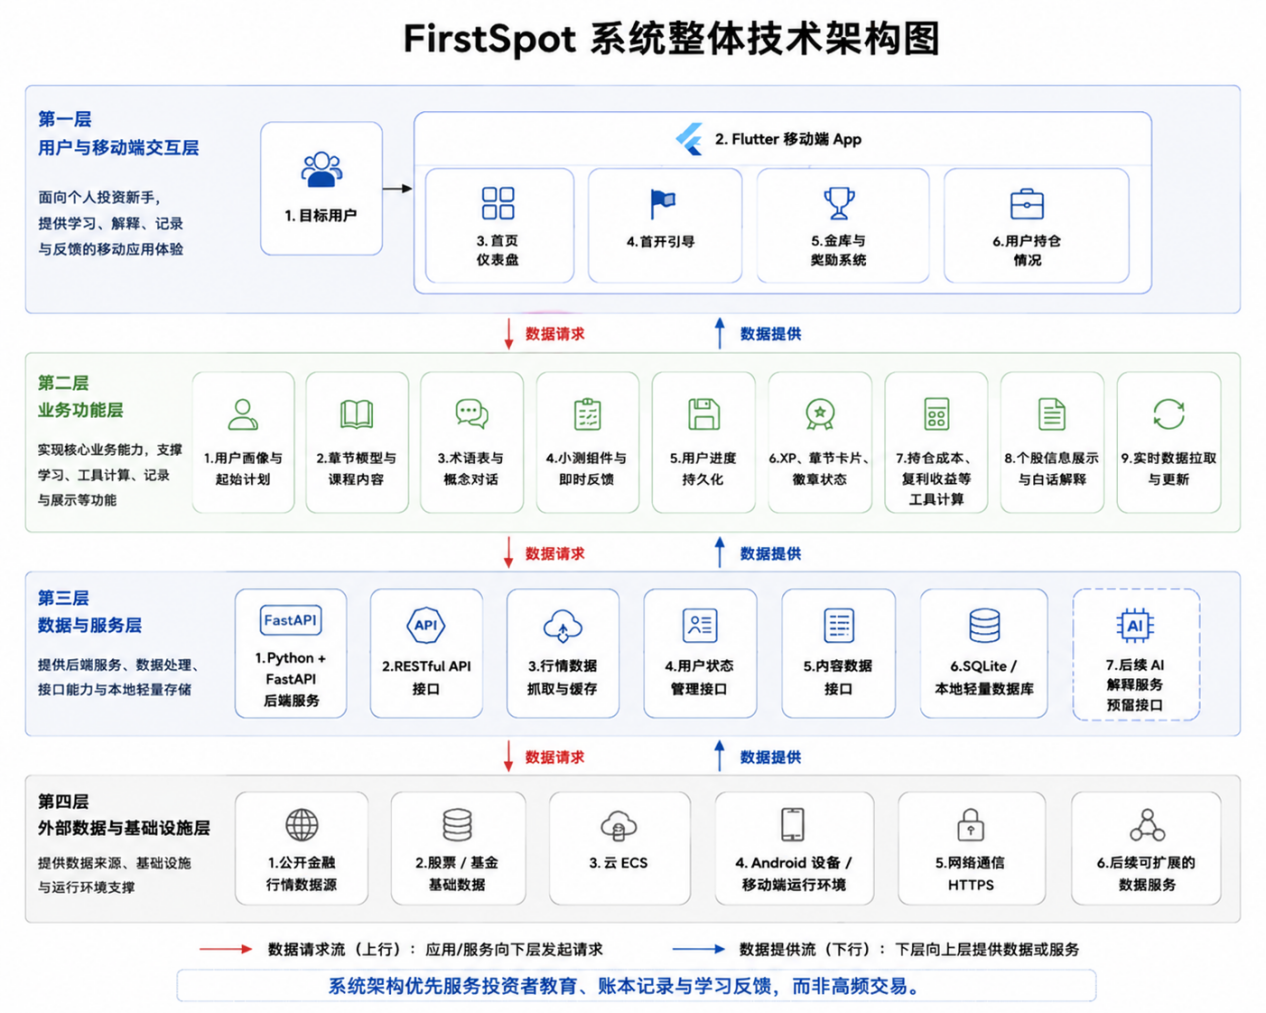 FirstSpot 系统整体技术架构图
第一层
用户与移动端交互层
面向个人投资新手，
提供学习、解释、记录
与反馈的移动应用体验
1. 目标用户
2. Flutter 移动端 App
3. 首页
仪表盘
4.首开引导
5.金库与
奖励系统
6.用户持仓
情况
数据请求
数据提供
第二层
业务功能层
实现核心业务能力，支撑
学习、工具计算、记录
与展示等功能
1.用户画像与
起始计划
2.章节模型与
课程内容
3.术语表与
概念对话
4.小测组件与
即时反馈
5.用户进度
持久化
6.XP、章节卡片、
徽章状态
7.持仓成本、
复利收益等
工具计算
8.个股信息展示
与白话解释
9.实时数据拉取
与更新
数据请求
数据提供
第三层
数据与服务层
提供后端服务、数据处理、
接口能力与本地轻量存储
FastAPI
1.Python +
FastAPI
后端服务
API
2.RESTful API
接口
3.行情数据
抓取与缓存
4.用户状态
管理接口
5.内容数据
接口
6.SQLite /
本地轻量数据库
AI
7.后续 AI
解释服务
预留接口
数据请求
数据提供
第四层
外部数据与基础设施层
提供数据来源、基础设施
与运行环境支撑
1.公开金融
行情数据源
2.股票 / 基金
基础数据
3. 云 ECS
4. Android 设备 /
移动端运行环境
5.网络通信
HTTPS
6.后续可扩展的
数据服务
数据请求流（上行）：应用/服务向下层发起请求
数据提供流（下行）：下层向上层提供数据或服务
系统架构优先服务投资者教育、账本记录与学习反馈，而非高频交易。